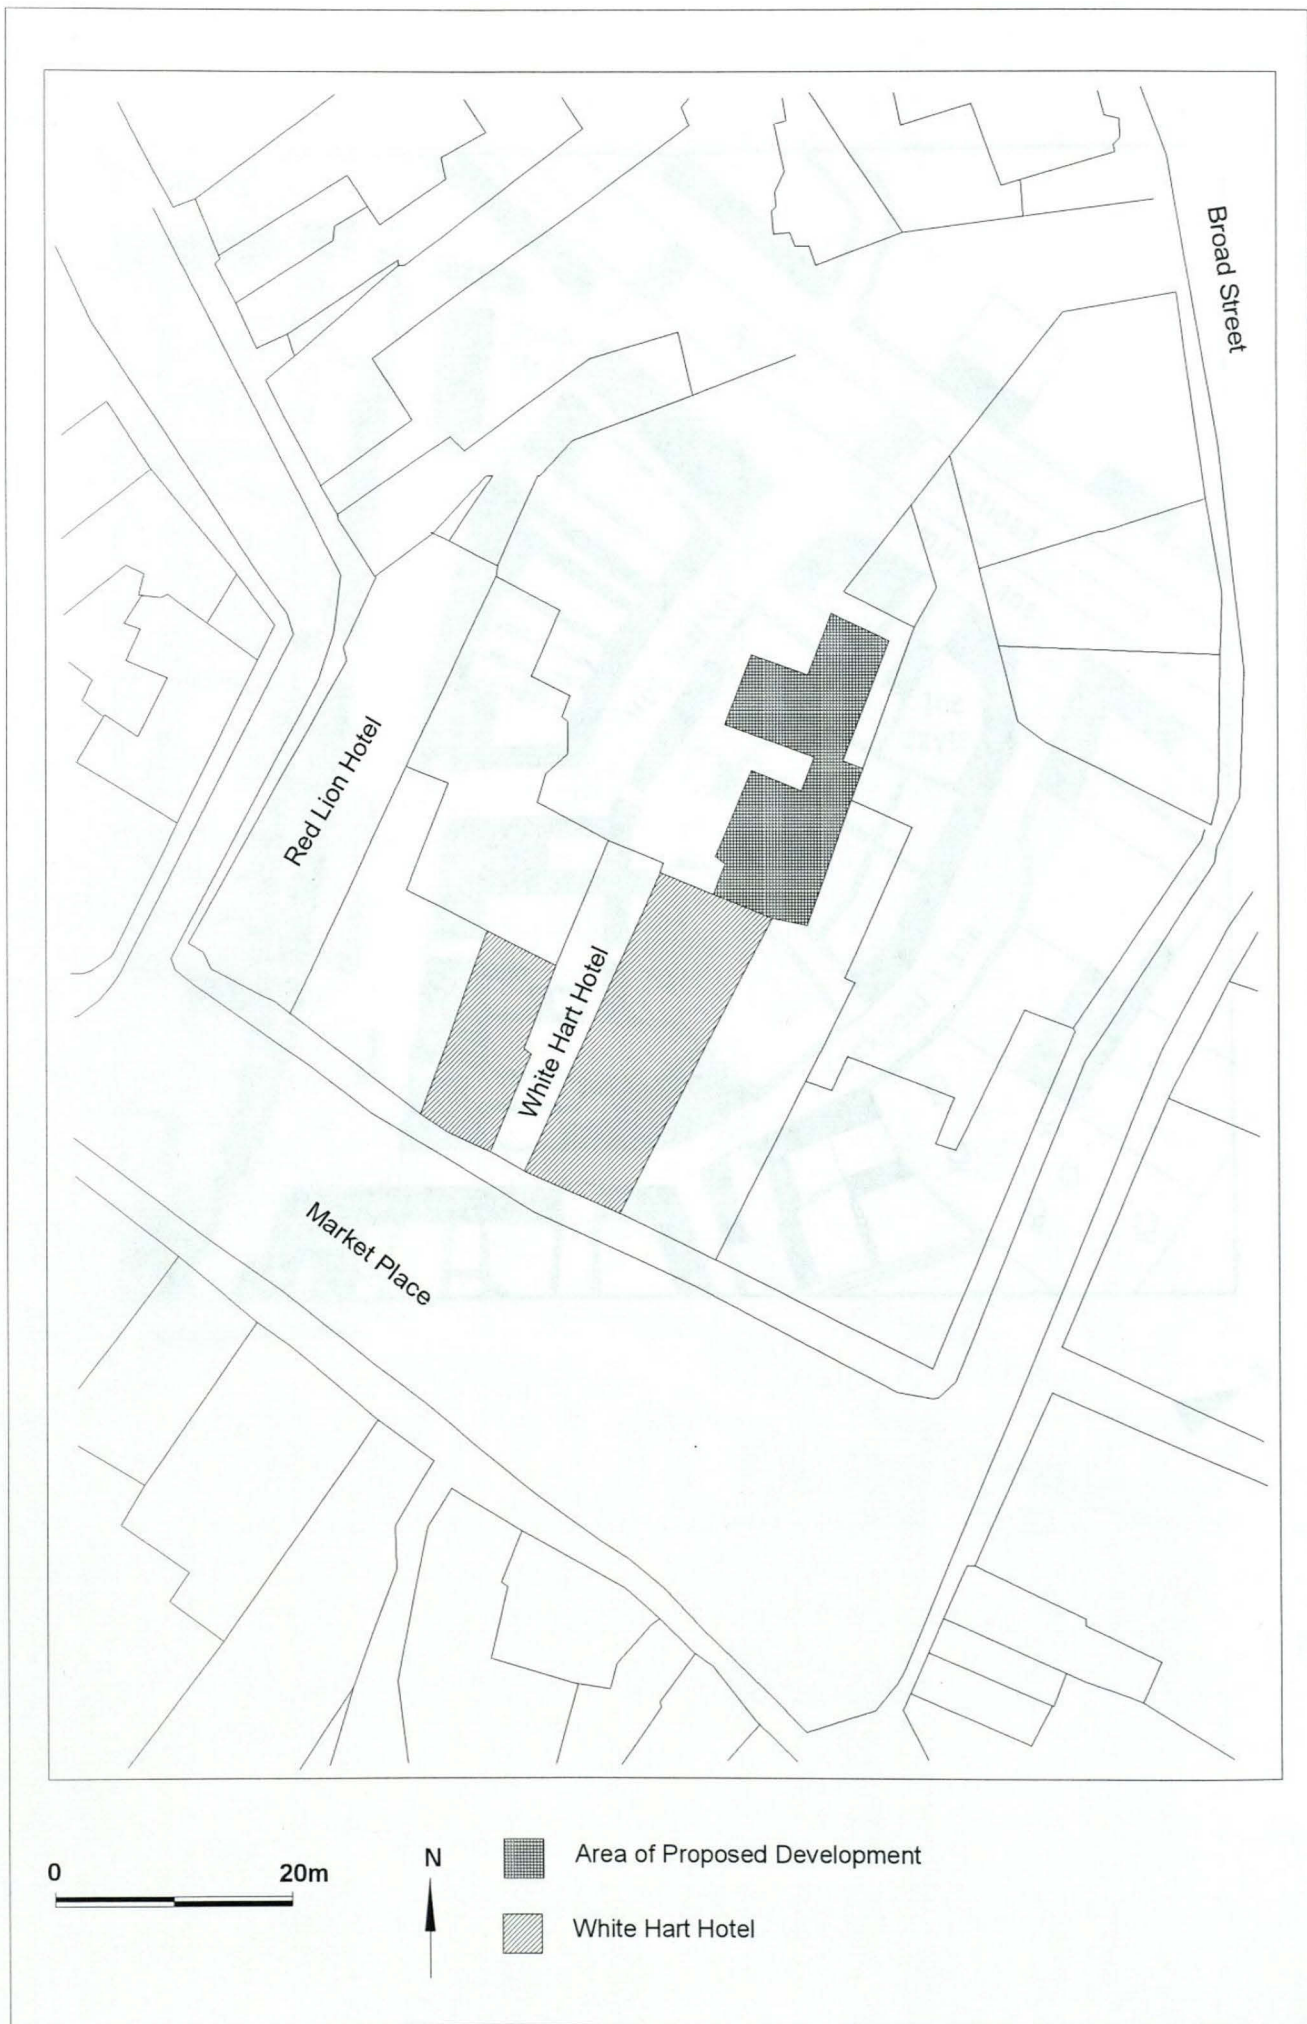 Broad Street
Red Lion Hotel
White Hart Hotel
Market Place
0 20m
N
Area of Proposed Development
White Hart Hotel